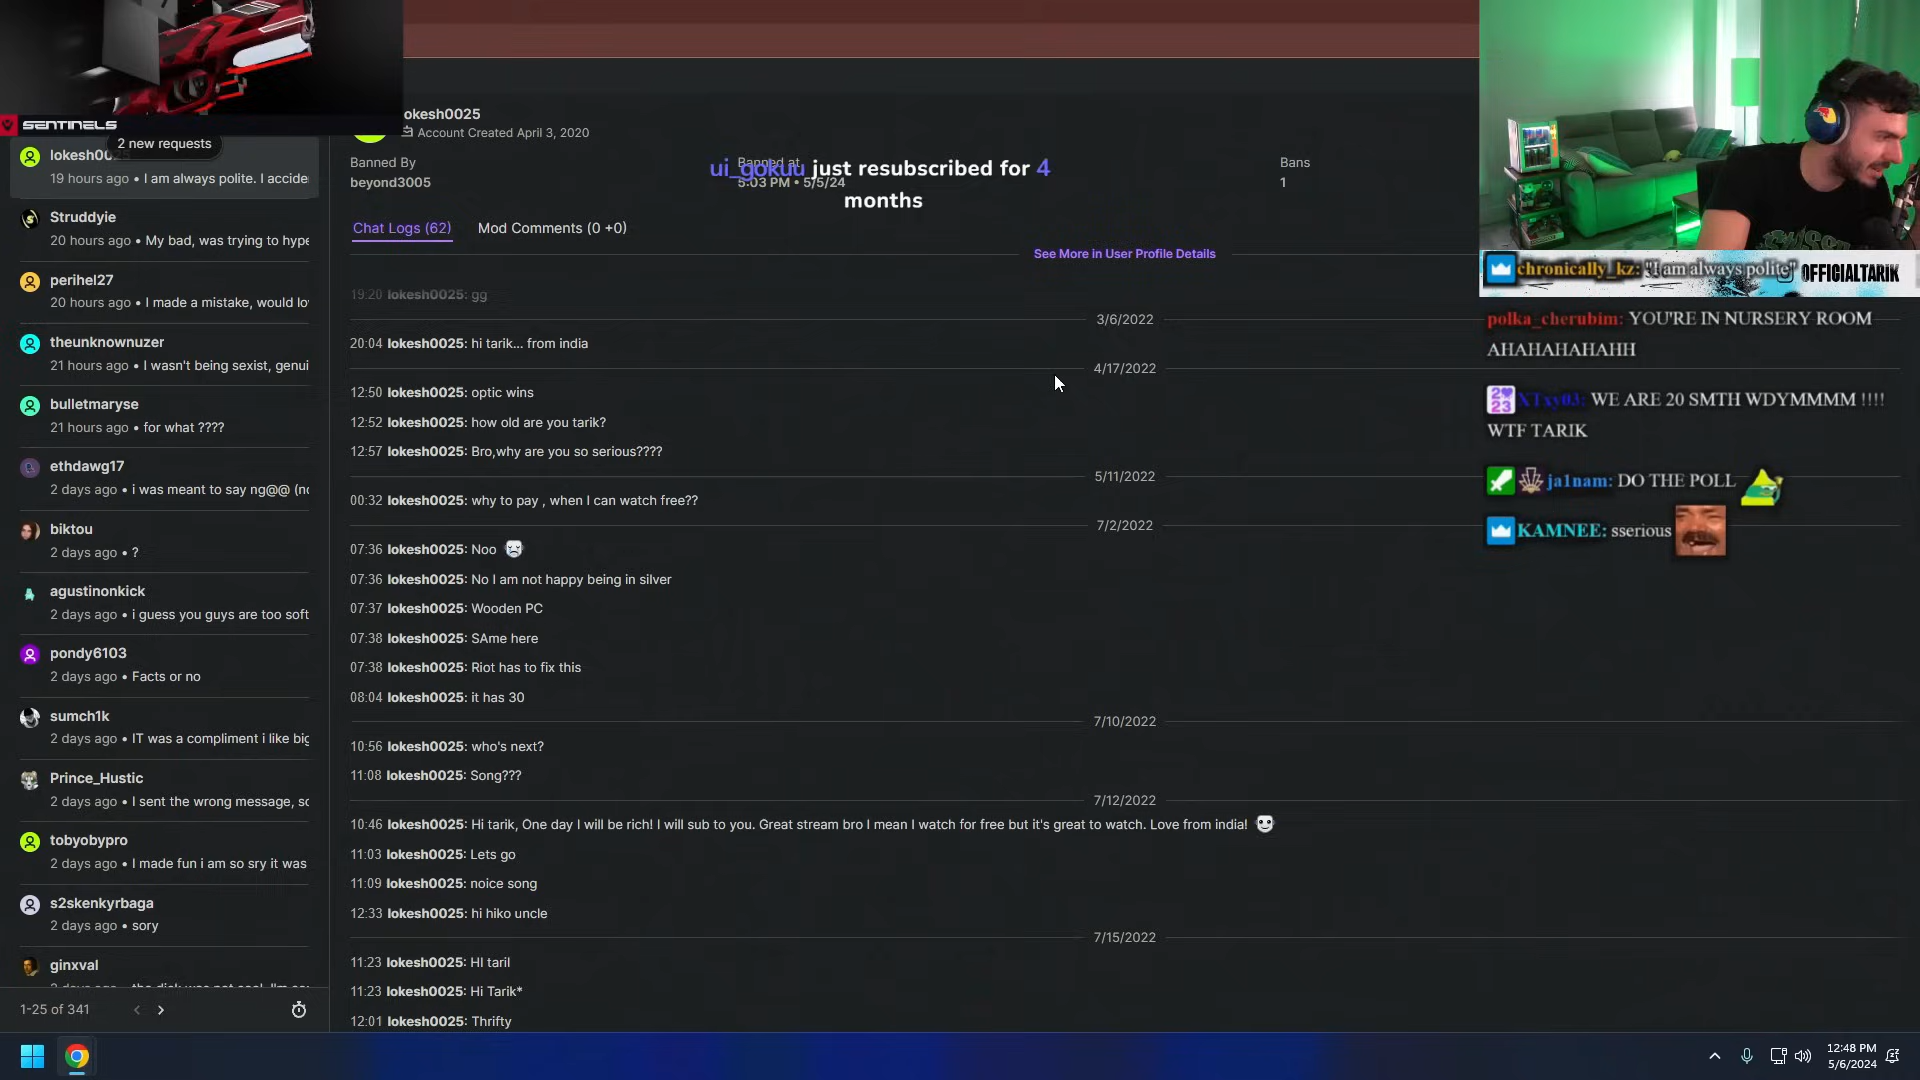 SENTINELS
2 new requests
lokesh00
19 hours ago • I am always polite. I accide
Struddyie
20 hours ago • My bad, was trying to hype
perihel27
20 hours ago • I made a mistake, would lo
theunknownuzer
21 hours ago • I wasn't being sexist, genui
bulletmaryse
21 hours ago • for what ????
ethdawg17
2 days ago • i was meant to say ng@@ (no
biktou
2 days ago • ?
agustinonkick
2 days ago • i guess you guys are too soft
pondy6103
2 days ago • Facts or no
sumch1k
2 days ago • IT was a compliment i like big
Prince_Hustic
2 days ago • I sent the wrong message, so
tobyobypro
2 days ago • I made fun i am so sry it was
s2skenkyrbaga
2 days ago • sory
ginxval
1-25 of 341
okesh0025
Account Created April 3, 2020
Banned By
beyond3005
Banned at
5:03 PM • 5/5/24
Bans
1
ui_gokuu just resubscribed for 4
months
Chat Logs (62)
Mod Comments (0 +0)
See More in User Profile Details
19:20 lokesh0025: gg
3/6/2022
20:04 lokesh0025: hi tarik... from india
4/17/2022
12:50 lokesh0025: optic wins
12:52 lokesh0025: how old are you tarik?
12:57 lokesh0025: Bro,why are you so serious????
5/11/2022
00:32 lokesh0025: why to pay , when I can watch free??
7/2/2022
07:36 lokesh0025: Noo
07:36 lokesh0025: No I am not happy being in silver
07:37 lokesh0025: Wooden PC
07:38 lokesh0025: SAme here
07:38 lokesh0025: Riot has to fix this
08:04 lokesh0025: it has 30
7/10/2022
10:56 lokesh0025: who's next?
11:08 lokesh0025: Song???
7/12/2022
10:46 lokesh0025: Hi tarik, One day I will be rich! I will sub to you. Great stream bro I mean I watch for free but it's great to watch. Love from india!
11:03 lokesh0025: Lets go
11:09 lokesh0025: noice song
12:33 lokesh0025: hi hiko uncle
7/15/2022
11:23 lokesh0025: HI taril
11:23 lokesh0025: Hi Tarik*
12:01 lokesh0025: Thrifty
chronically_kz: "I am always polite"
OFFICIALTARIK
polka_cherubim: YOU'RE IN NURSERY ROOM
AHAHAHAHAHH
XTxy03: WE ARE 20 SMTH WDYMMMM !!!!
WTF TARIK
ja1nam: DO THE POLL
KAMNEE: sserious
12:48 PM
5/6/2024